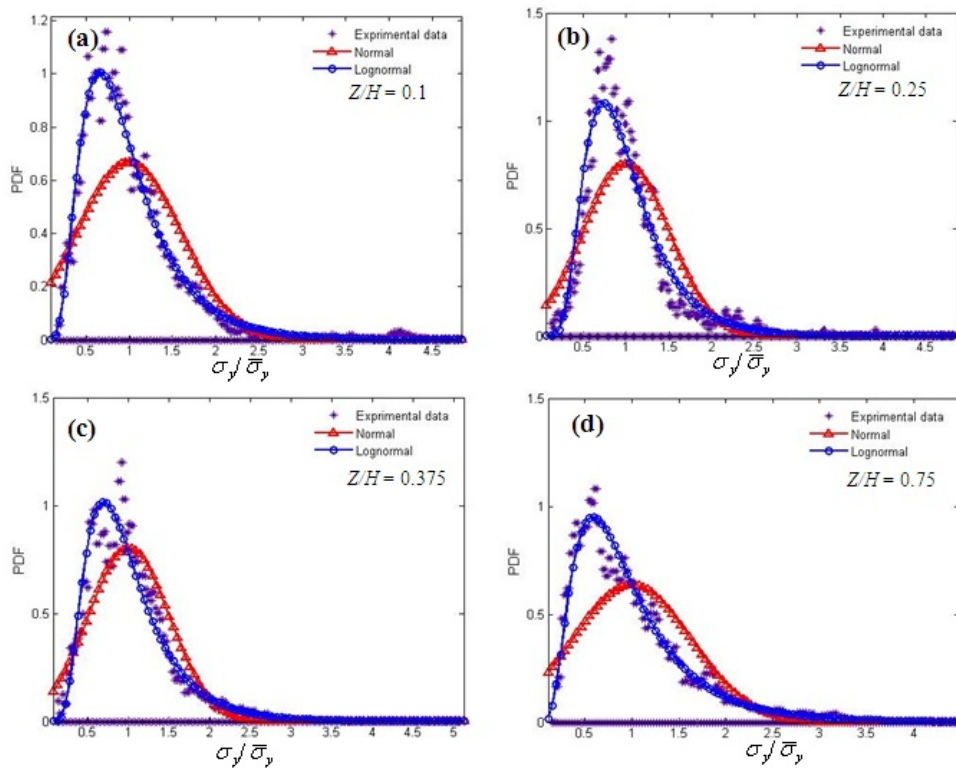 (a)
Exprimental data
Normal
Lognormal
Z/H = 0.1
PDF
1.2
1
0.8
0.6
0.4
0.2
0
0.5 1 1.5 2 2.5 3 3.5 4 4.5
σy/σ̅y
(b)
Exprimental data
Normal
Lognormal
Z/H = 0.25
PDF
1.5
1
0.5
0
0.5 1 1.5 2 2.5 3 3.5 4 4.5
σy/σ̅y
(c)
Exprimental data
Normal
Lognormal
Z/H = 0.375
PDF
1.5
1
0.5
0
0.5 1 1.5 2 2.5 3 3.5 4 4.5 5
σy/σ̅y
(d)
Exprimental data
Normal
Lognormal
Z/H = 0.75
PDF
1.5
1
0.5
0
0.5 1 1.5 2 2.5 3 3.5 4
σy/σ̅y